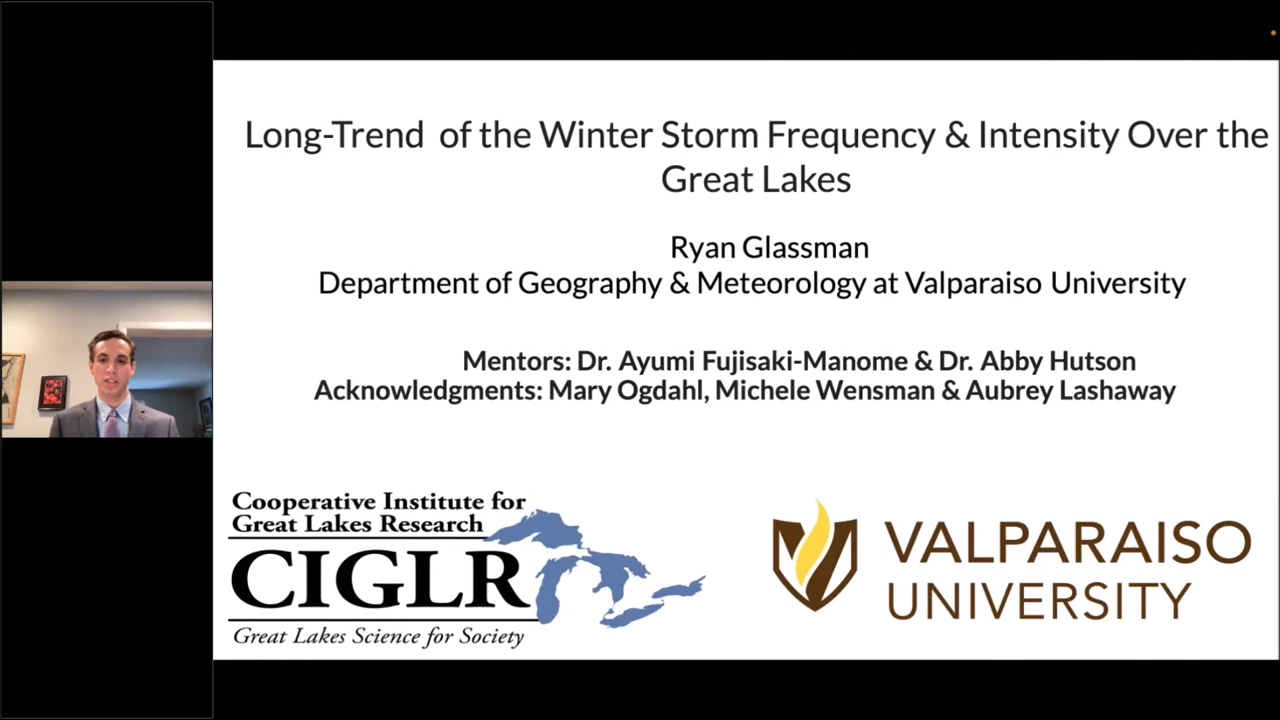 Long-Trend of the Winter Storm Frequency & Intensity Over the
Great Lakes
Ryan Glassman
Department of Geography & Meteorology at Valparaiso University
Mentors: Dr. Ayumi Fujisaki-Manome & Dr. Abby Hutson
Acknowledgments: Mary Ogdahl, Michele Wensman & Aubrey Lashaway
Cooperative Institute for
Great Lakes Research
CIGLR
Great Lakes Science for Society
VALPARAISO
UNIVERSITY